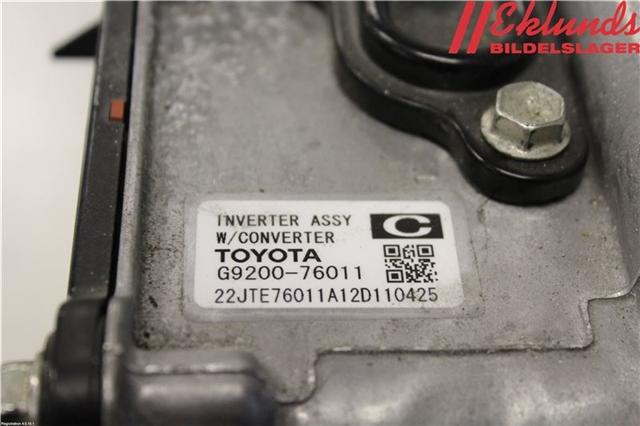 Eklunds
BILDELSLAGER
INVERTER ASSY
W/CONVERTER
C
TOYOTA
G9200-76011
22JTE76011A12D110425